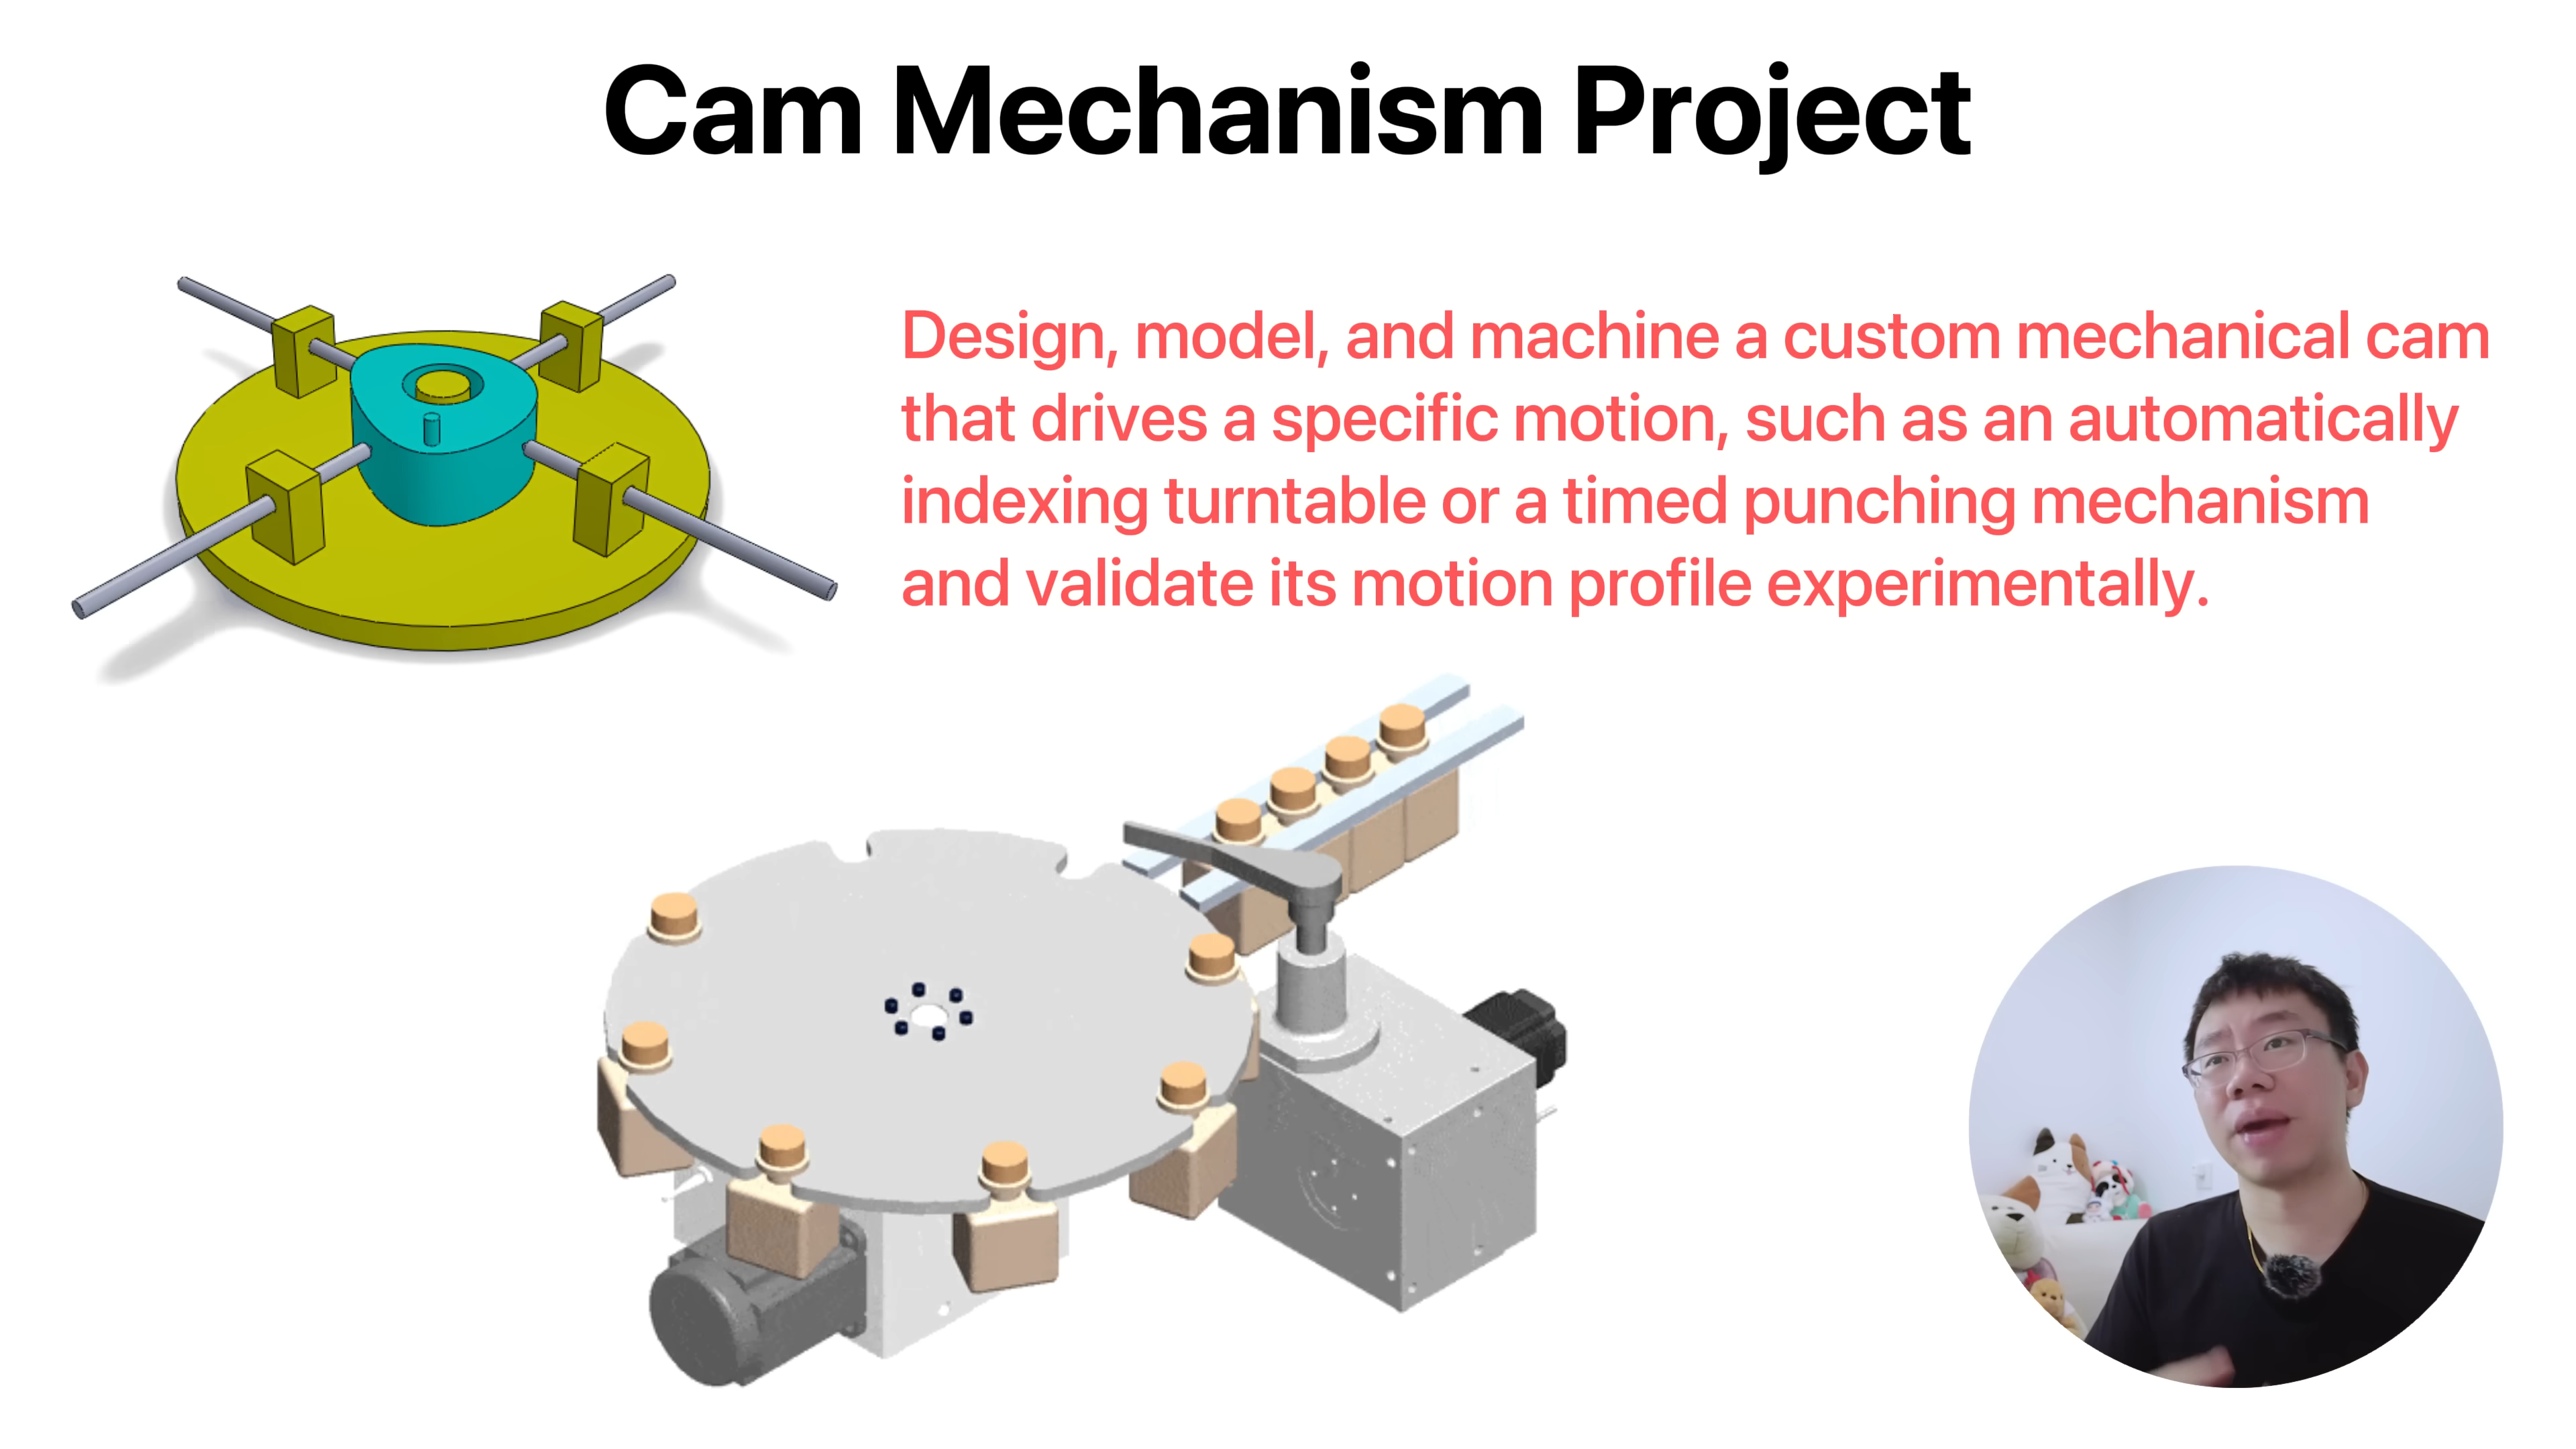 Cam Mechanism Project
Design, model, and machine a custom mechanical cam
that drives a specific motion, such as an automatically
indexing turntable or a timed punching mechanism
and validate its motion profile experimentally.